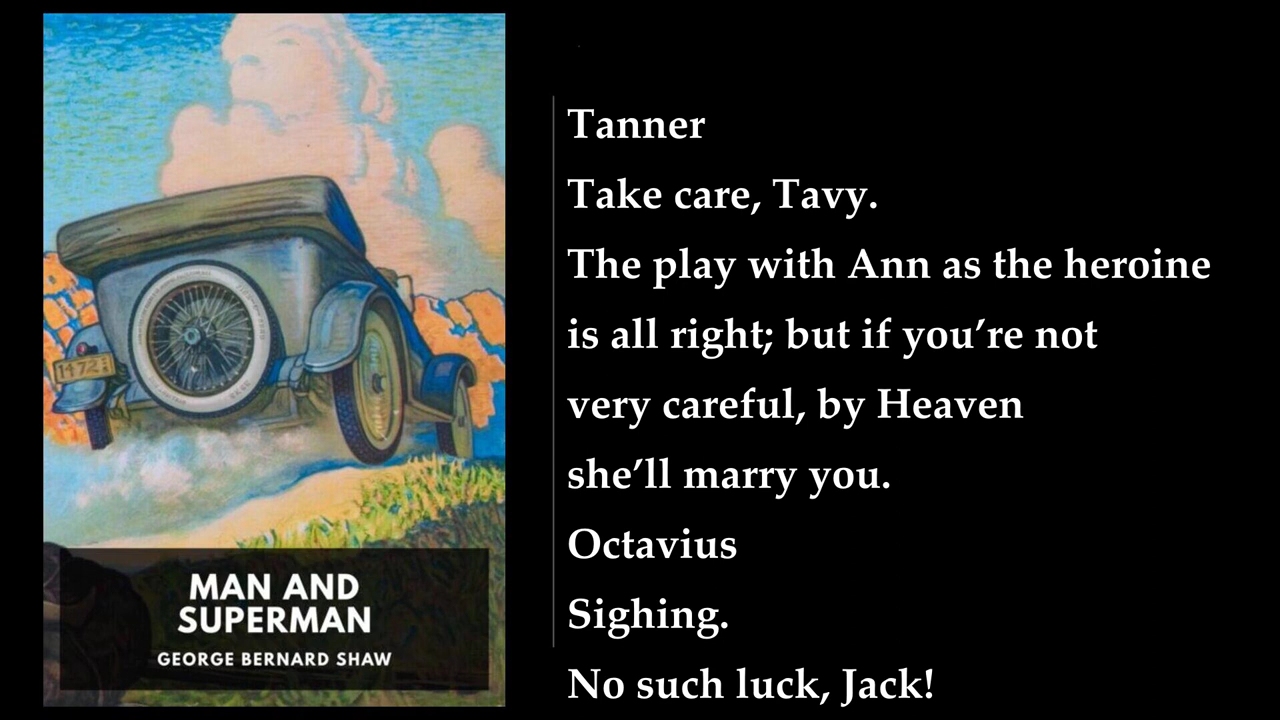 1472
MAN AND
SUPERMAN
GEORGE BERNARD SHAW
Tanner
Take care, Tavy.
The play with Ann as the heroine
is all right; but if you’re not
very careful, by Heaven
she’ll marry you.
Octavius
Sighing.
No such luck, Jack!